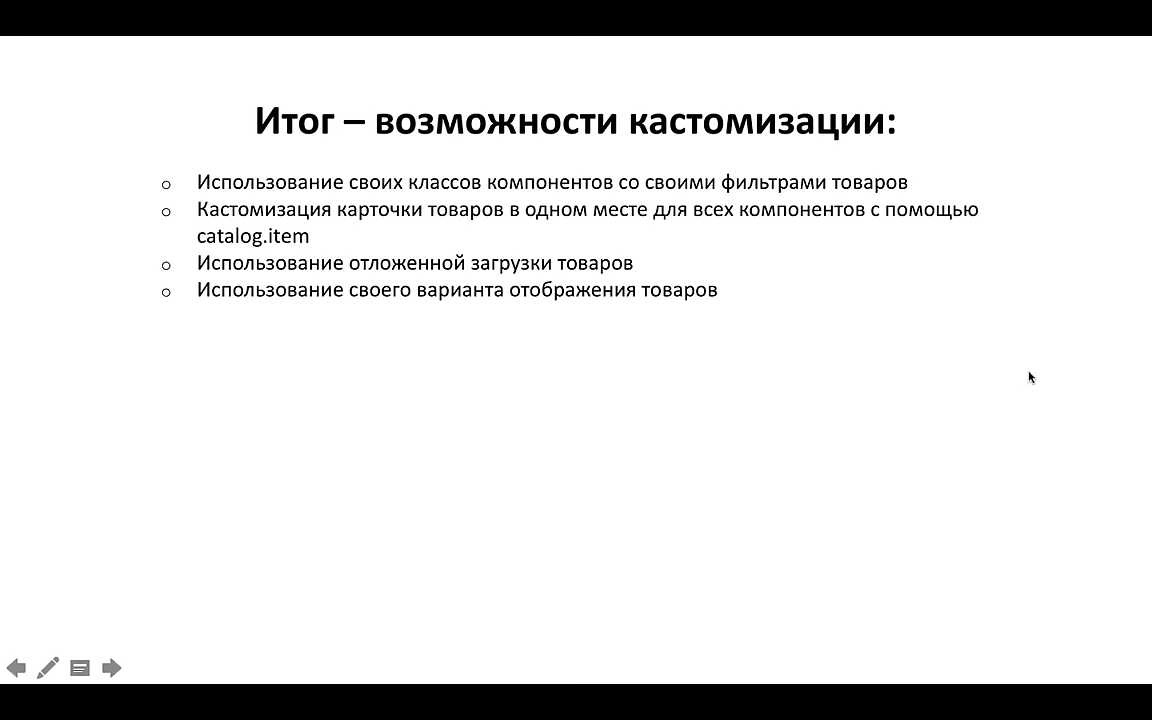 Итог – возможности кастомизации:
Использование своих классов компонентов со своими фильтрами товаров
Кастомизация карточки товаров в одном месте для всех компонентов с помощью
catalog.item
Использование отложенной загрузки товаров
Использование своего варианта отображения товаров